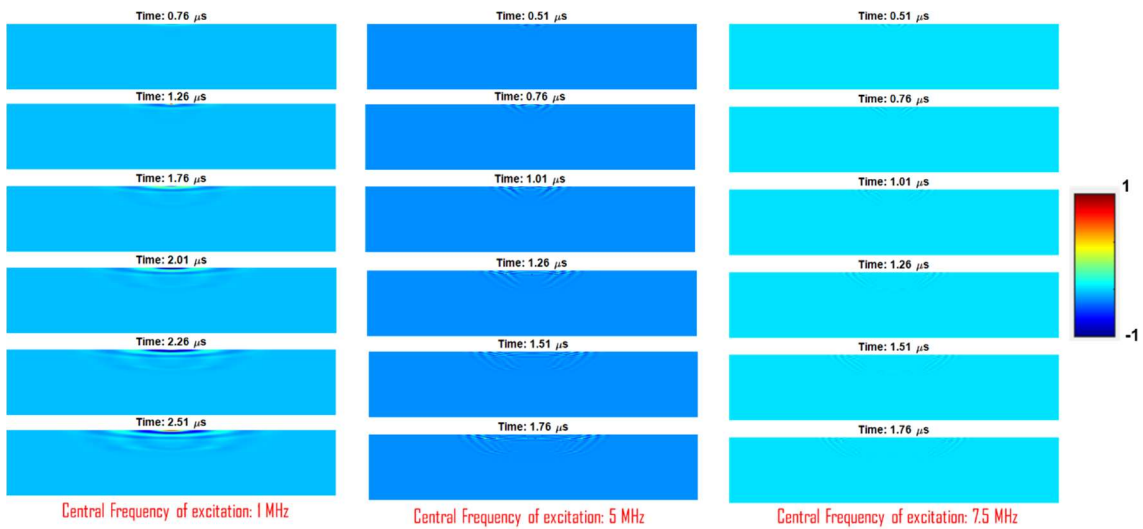 Time: 0.76 μs
Time: 1.26 μs
Time: 1.76 μs
Time: 2.01 μs
Time: 2.26 μs
Time: 2.51 μs
Central Frequency of excitation: 1 MHz
Time: 0.51 μs
Time: 0.76 μs
Time: 1.01 μs
Time: 1.26 μs
Time: 1.51 μs
Time: 1.76 μs
Central Frequency of excitation: 5 MHz
Time: 0.51 μs
Time: 0.76 μs
Time: 1.01 μs
Time: 1.26 μs
Time: 1.51 μs
Time: 1.76 μs
Central Frequency of excitation: 7.5 MHz
1
-1